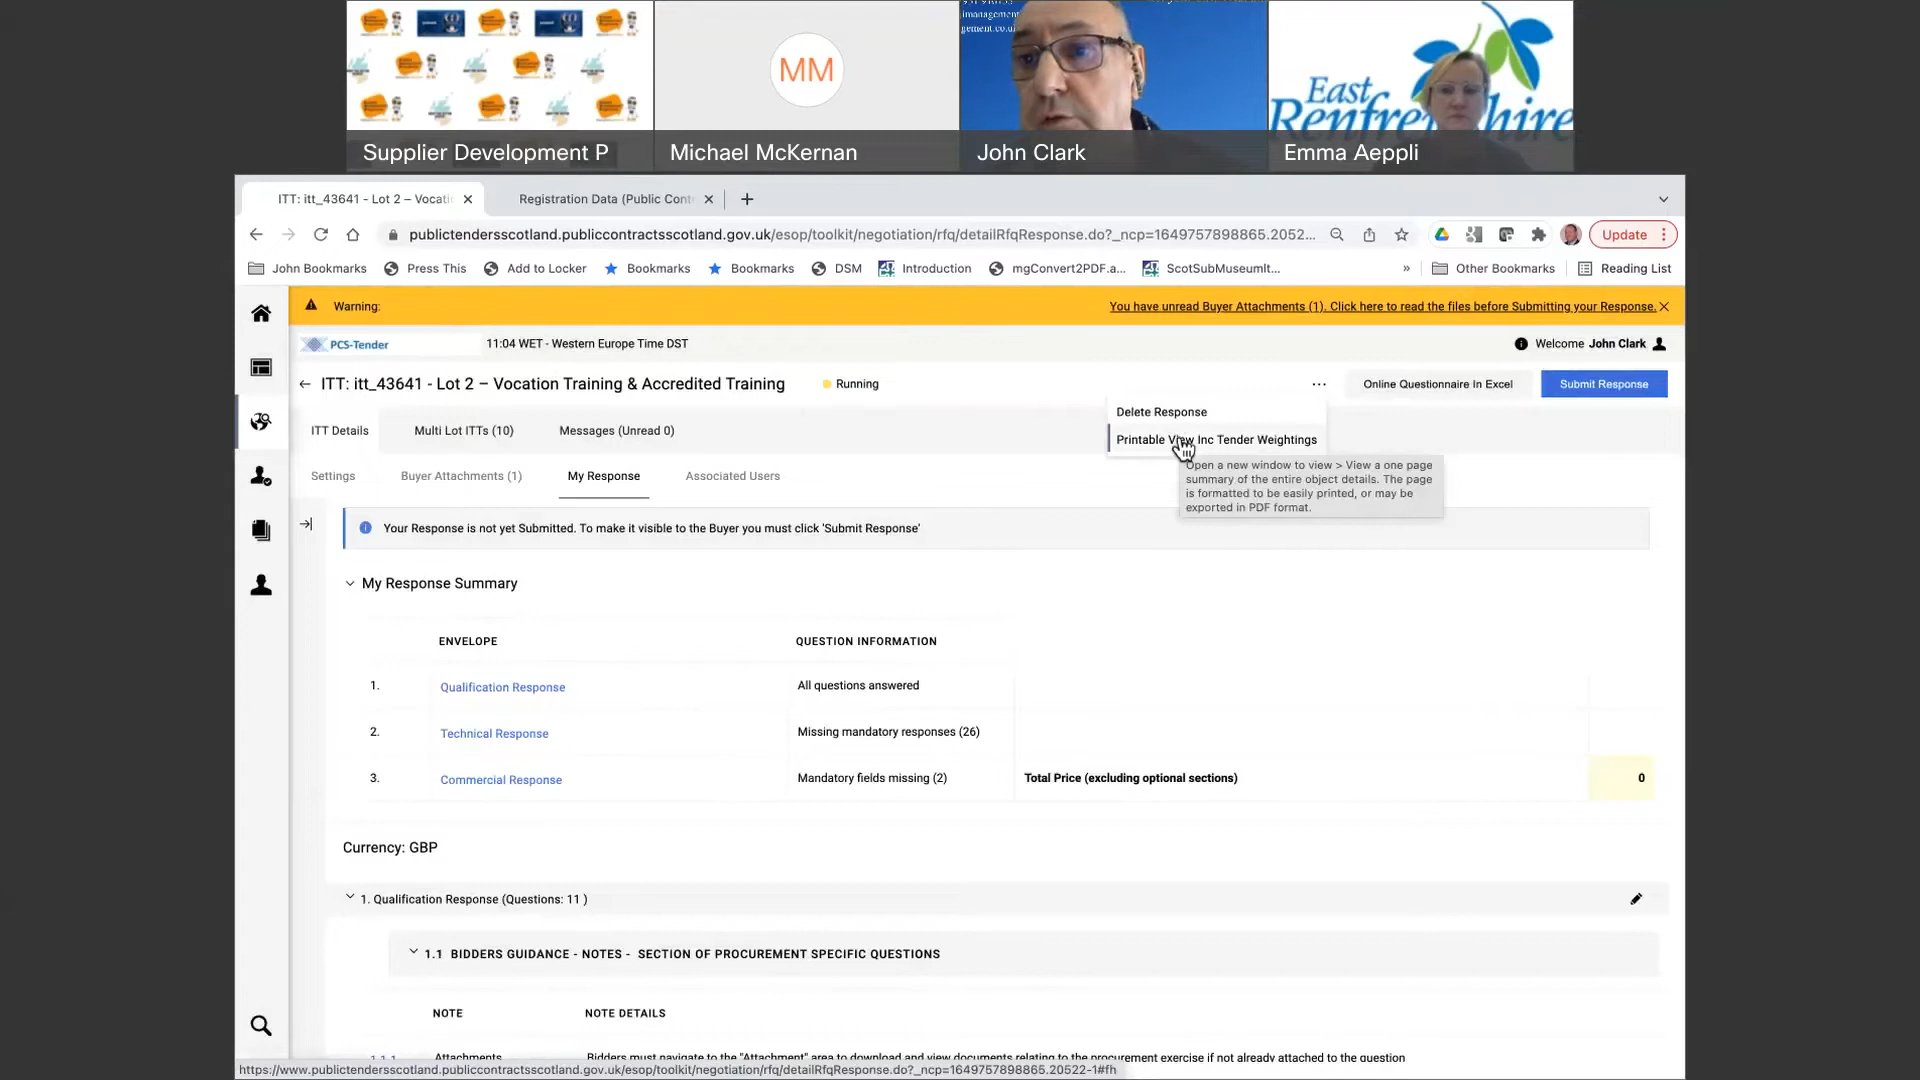 Supplier Development P
MM
Michael McKernan
John Clark
East
Renfrewshire
Emma Aeppli
ITT: itt_43641 - Lot 2 – Vocati
Registration Data (Public Cont
publictendersscotland.publiccontractsscotland.gov.uk/esop/toolkit/negotiation/rfq/detailRfqResponse.do?_ncp=1649757898865.2052...
Update
John Bookmarks
Press This
Add to Locker
Bookmarks
Bookmarks
DSM
Introduction
mgConvert2PDF.a...
ScotSubMuseumIt...
»
Other Bookmarks
Reading List
Warning:
You have unread Buyer Attachments (1). Click here to read the files before Submitting your Response.
PCS-Tender
11:04 WET - Western Europe Time DST
Welcome John Clark
ITT: itt_43641 - Lot 2 – Vocation Training & Accredited Training
Running
...
Online Questionnaire In Excel
Submit Response
Delete Response
Printable View Inc Tender Weightings
ITT Details
Multi Lot ITTs (10)
Messages (Unread 0)
Open a new window to view > View a one page
summary of the entire object details. The page
is formatted to be easily printed, or may be
exported in PDF format.
Settings
Buyer Attachments (1)
My Response
Associated Users
Your Response is not yet Submitted. To make it visible to the Buyer you must click 'Submit Response'
My Response Summary
ENVELOPE
QUESTION INFORMATION
1.
Qualification Response
All questions answered
2.
Technical Response
Missing mandatory responses (26)
3.
Commercial Response
Mandatory fields missing (2)
Total Price (excluding optional sections)
0
Currency: GBP
1. Qualification Response (Questions: 11 )
1.1 BIDDERS GUIDANCE - NOTES - SECTION OF PROCUREMENT SPECIFIC QUESTIONS
NOTE
NOTE DETAILS
1.1.1
Attachments
Bidders must navigate to the "Attachment" area to download and view documents relating to the procurement exercise if not already attached to the question
https://www.publictendersscotland.publiccontractsscotland.gov.uk/esop/toolkit/negotiation/rfq/detailRfqResponse.do?_ncp=1649757898865.20522-1#fh